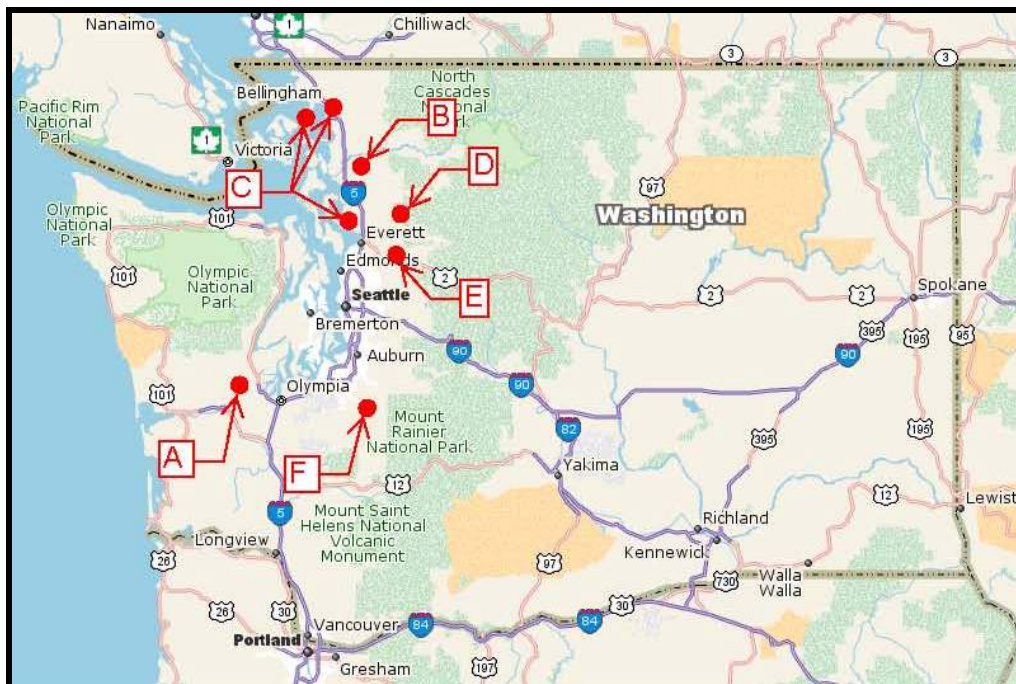 Nanaimo
1
Chilliwack
3
3
Bellingham
North
Cascades
National
Park
Pacific Rim
National
Park
1
Victoria
B
C
D
5
97
Washington
Olympic
National
Park
101
Everett
Olympic
National
Park
101
Edmonds
2
E
Seattle
2
2
Spokane
Bremerton
395
195
95
90
Auburn
90
90
101
Olympia
A
F
Mount
Rainier
National Park
82
395
195
Yakima
12
12
Lewist
5
Mount Saint
Helens National
Volcanic
Monument
Richland
Longview
Kennewick
26
97
Walla
Walla
730
26
30
Vancouver
84
84
30
Portland
Gresham
197